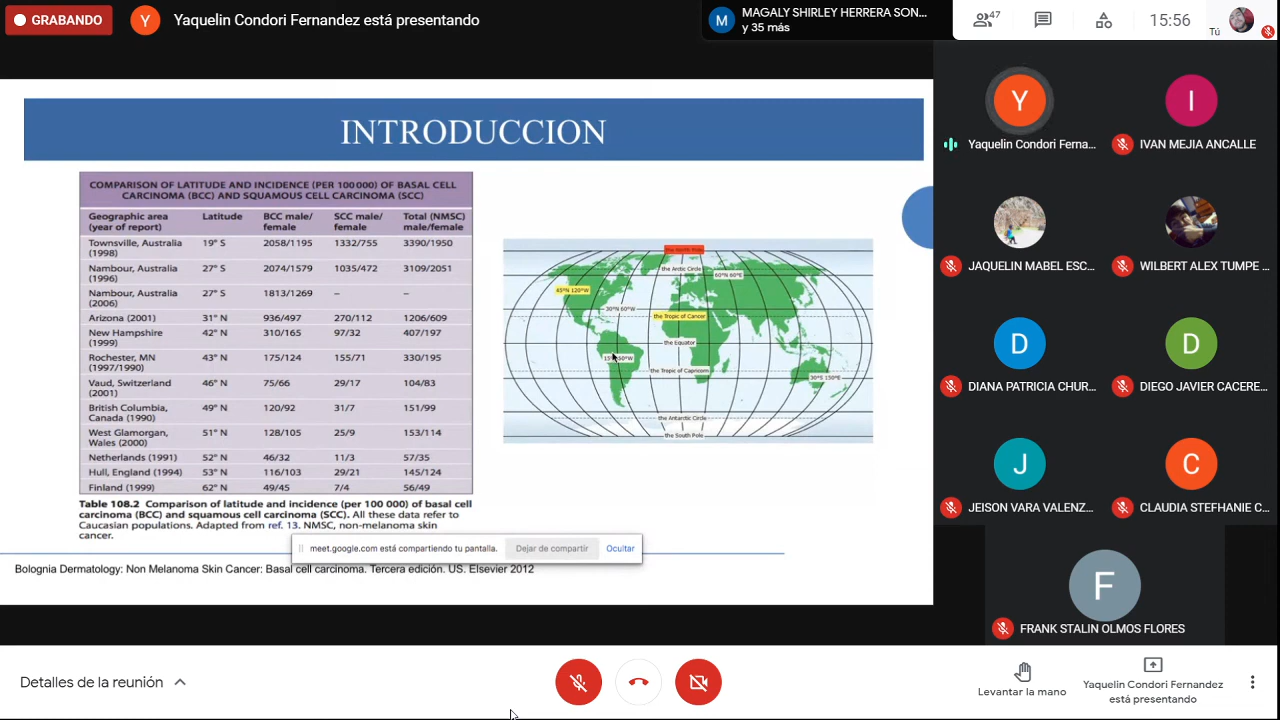 GRABANDO
Y
Yaquelin Condori Fernandez está presentando
M
MAGALY SHIRLEY HERRERA SON...
y 35 más
47
15:56
Tú
INTRODUCCION
COMPARISON OF LATITUDE AND INCIDENCE (PER 100 000) OF BASAL CELL
CARCINOMA (BCC) AND SQUAMOUS CELL CARCINOMA (SCC)
Geographic area (year of report) Latitude BCC male/female SCC male/female Total (NMSC) male/female
Townsville, Australia (1998) 19° S 2058/1195 1332/755 3390/1950
Nambour, Australia (1996) 27° S 2074/1579 1035/472 3109/2051
Nambour, Australia (2006) 27° S 1813/1269 – –
Arizona (2001) 31° N 936/497 270/112 1206/609
New Hampshire (1999) 42° N 310/165 97/32 407/197
Rochester, MN (1997/1990) 43° N 175/124 155/71 330/195
Vaud, Switzerland (2001) 46° N 75/66 29/17 104/83
British Columbia, Canada (1990) 49° N 120/92 31/7 151/99
West Glamorgan, Wales (2000) 51° N 128/105 25/9 153/114
Netherlands (1991) 52° N 46/32 11/3 57/35
Hull, England (1994) 53° N 116/103 29/21 145/124
Finland (1999) 62° N 49/45 7/4 56/49
Table 108.2 Comparison of latitude and incidence (per 100 000) of basal cell
carcinoma (BCC) and squamous cell carcinoma (SCC). All these data refer to
Caucasian populations. Adapted from ref. 13. NMSC, non-melanoma skin
cancer.
the North Pole
the Arctic Circle
60°N 60°E
45°N 120°W
30°N 60°W
the Tropic of Cancer
the Equator
the Tropic of Capricorn
30°S 150°E
the Antarctic Circle
the South Pole
meet.google.com está compartiendo tu pantalla.
Dejar de compartir
Ocultar
Bolognia Dermatology: Non Melanoma Skin Cancer: Basal cell carcinoma. Tercera edición. US. Elsevier 2012
Y
Yaquelin Condori Ferna...
I
IVAN MEJIA ANCALLE
JAQUELIN MABEL ESC...
WILBERT ALEX TUMPE ...
D
DIANA PATRICIA CHUR...
D
DIEGO JAVIER CACERE...
J
JEISON VARA VALENZ...
C
CLAUDIA STEFHANIE C...
F
FRANK STALIN OLMOS FLORES
Detalles de la reunión
Levantar la mano
Yaquelin Condori Fernandez
está presentando